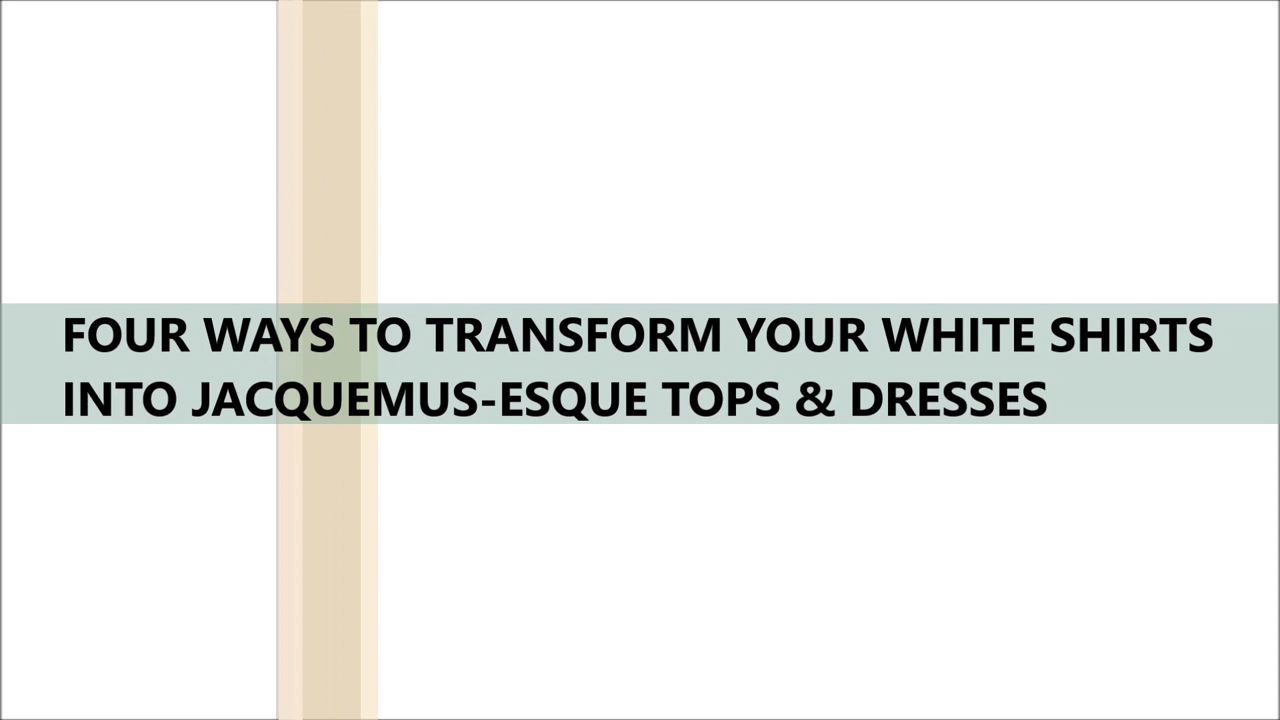 FOUR WAYS TO TRANSFORM YOUR WHITE SHIRTS
INTO JACQUEMUS-ESQUE TOPS & DRESSES